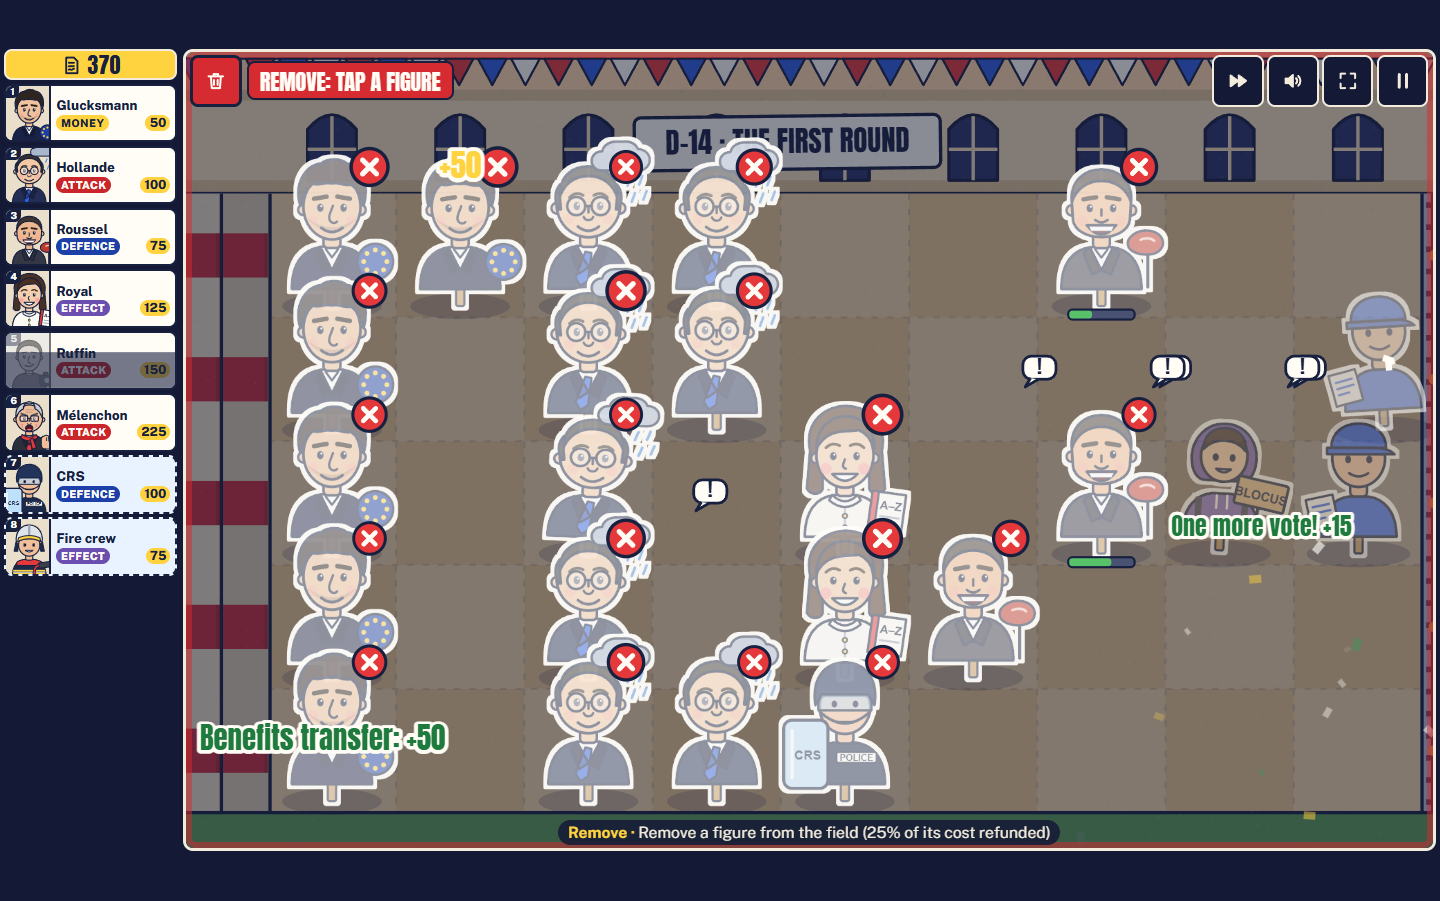 370
REMOVE: TAP A FIGURE
D-14 · THE FIRST ROUND
1
Glucksmann
MONEY 50
2
Hollande
ATTACK 100
3
Roussel
DEFENCE 75
4
Royal
EFFECT 125
5
Ruffin
ATTACK 150
6
Mélenchon
ATTACK 225
7
CRS
DEFENCE 100
CRS
8
Fire crew
EFFECT 75
+50
!
!
!
!
A–Z
BLOCUS
One more vote! +15
A–Z
Benefits transfer: +50
CRS
POLICE
Remove · Remove a figure from the field (25% of its cost refunded)